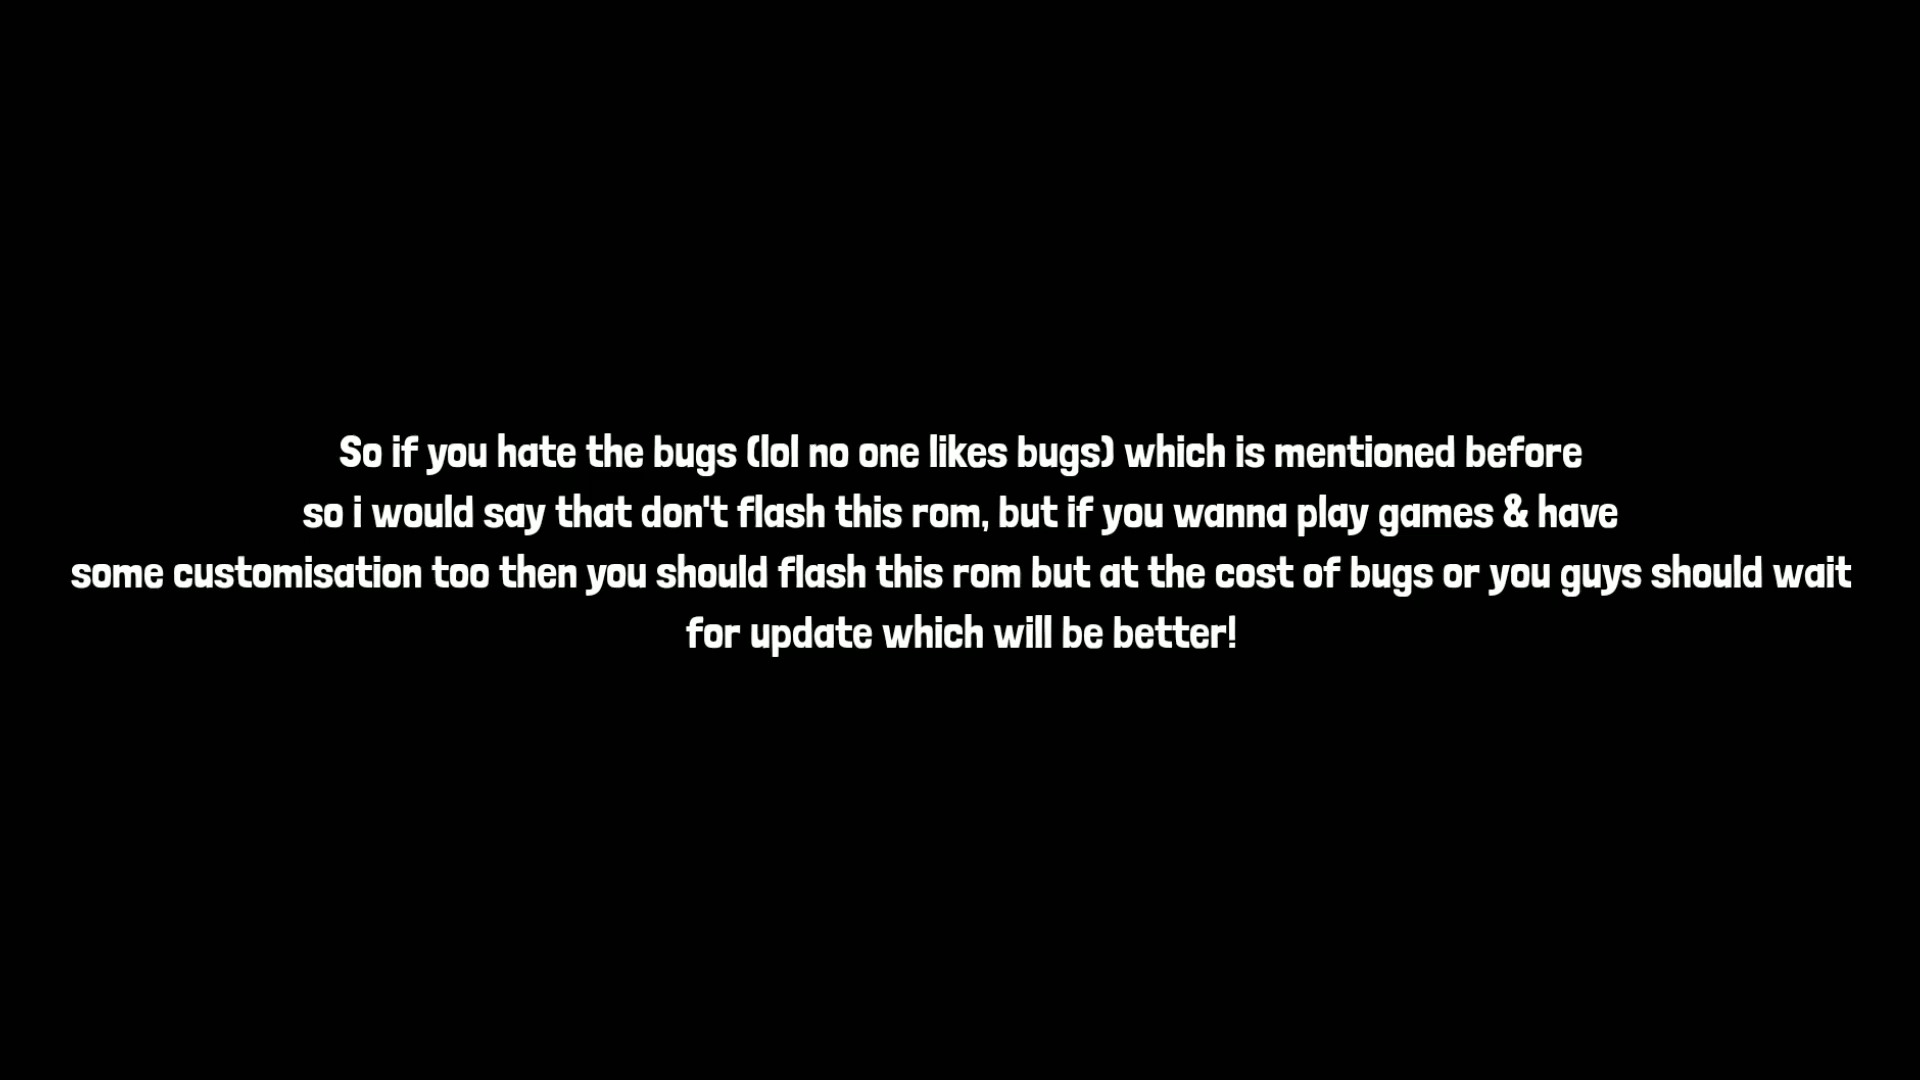 So if you hate the bugs (lol no one likes bugs) which is mentioned before
so i would say that don't flash this rom, but if you wanna play games & have
some customisation too then you should flash this rom but at the cost of bugs or you guys should wait
for update which will be better!